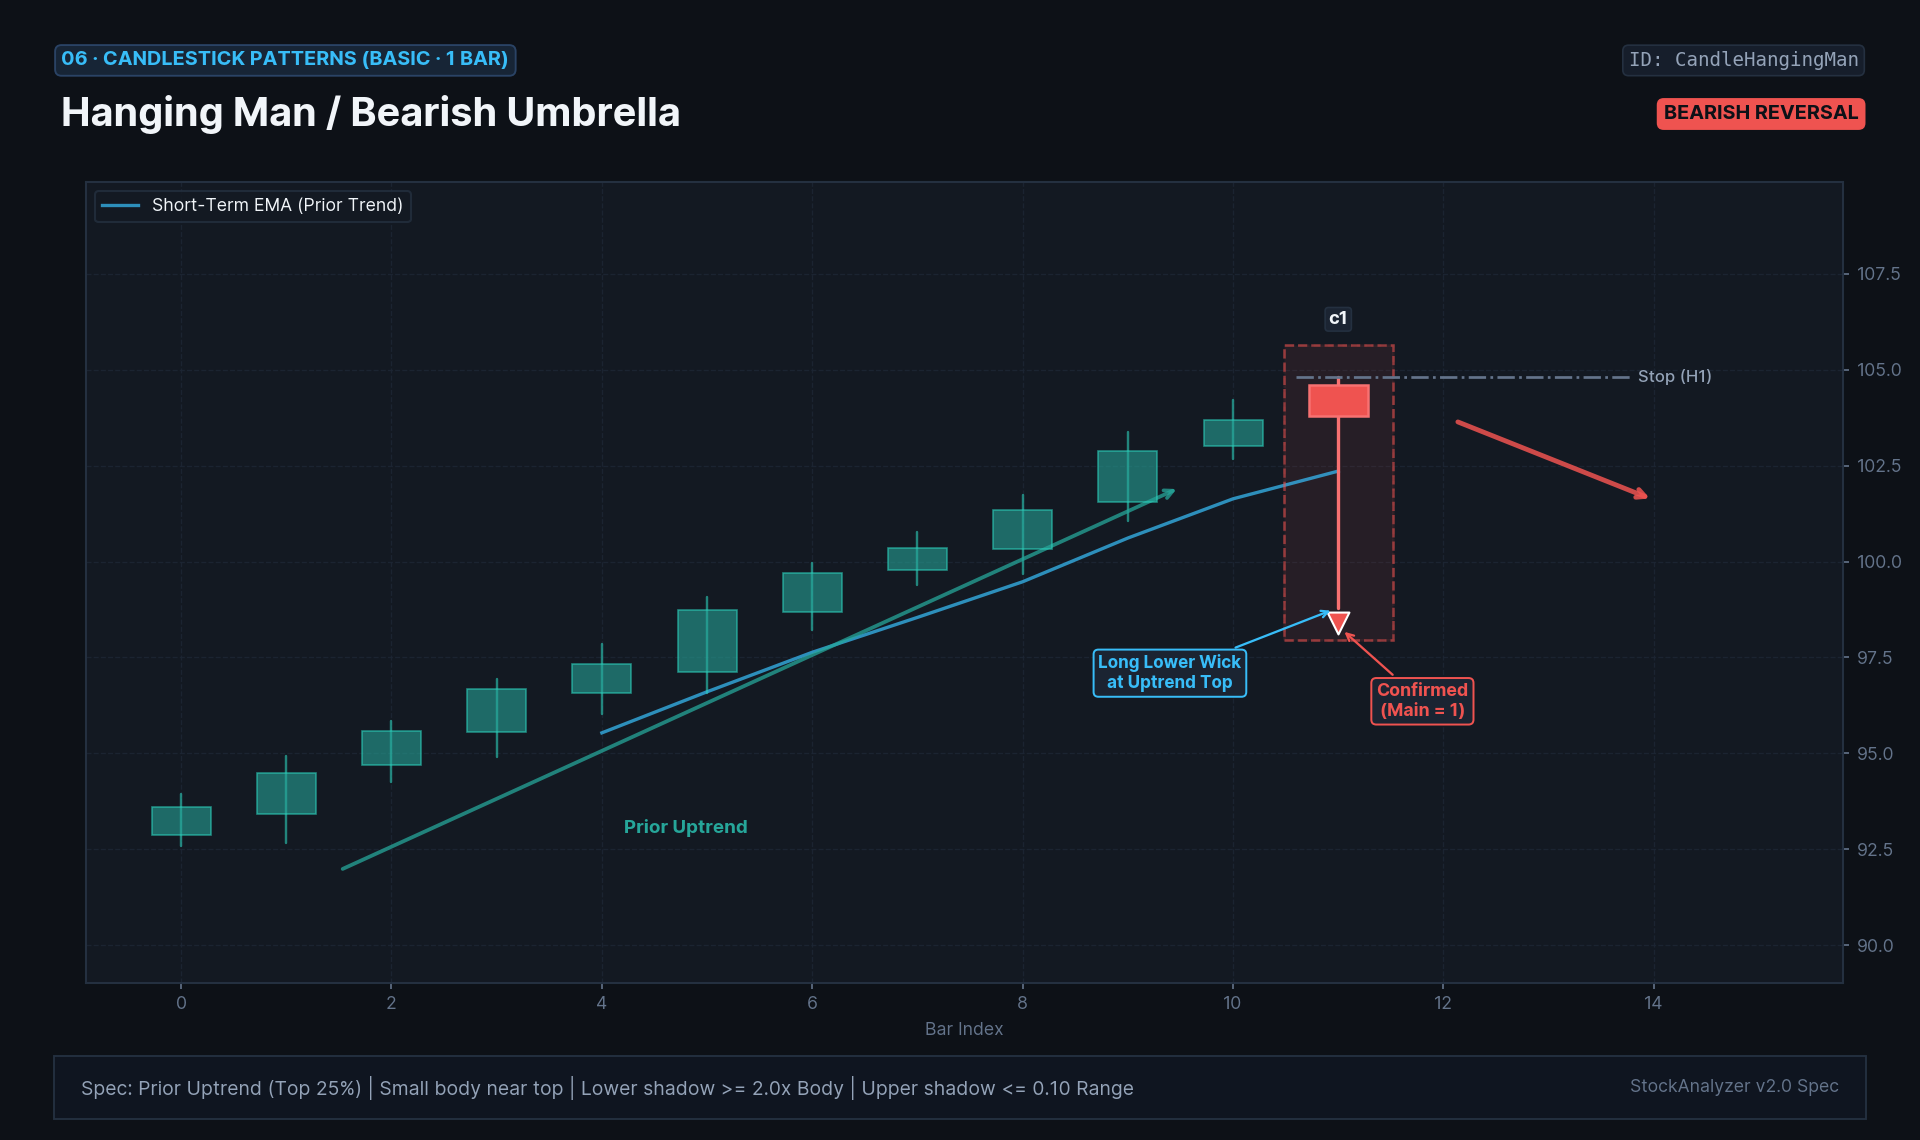 06 · CANDLESTICK PATTERNS (BASIC · 1 BAR)
ID: CandleHangingMan
Hanging Man / Bearish Umbrella
BEARISH REVERSAL
Short-Term EMA (Prior Trend)
107.5
c1
105.0
Stop (H1)
102.5
100.0
97.5
Long Lower Wick
at Uptrend Top
Confirmed
(Main = 1)
95.0
Prior Uptrend
92.5
90.0
0
2
4
6
8
10
12
14
Bar Index
Spec: Prior Uptrend (Top 25%) | Small body near top | Lower shadow >= 2.0x Body | Upper shadow <= 0.10 Range
StockAnalyzer v2.0 Spec